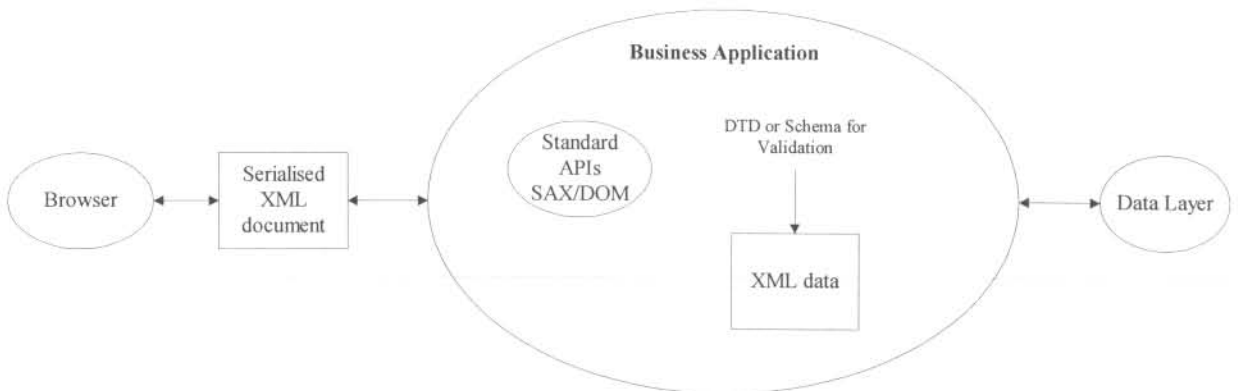 Business Application
Browser
Serialised
XML
document
Standard
APIs
SAX/DOM
DTD or Schema for
Validation
XML data
Data Layer